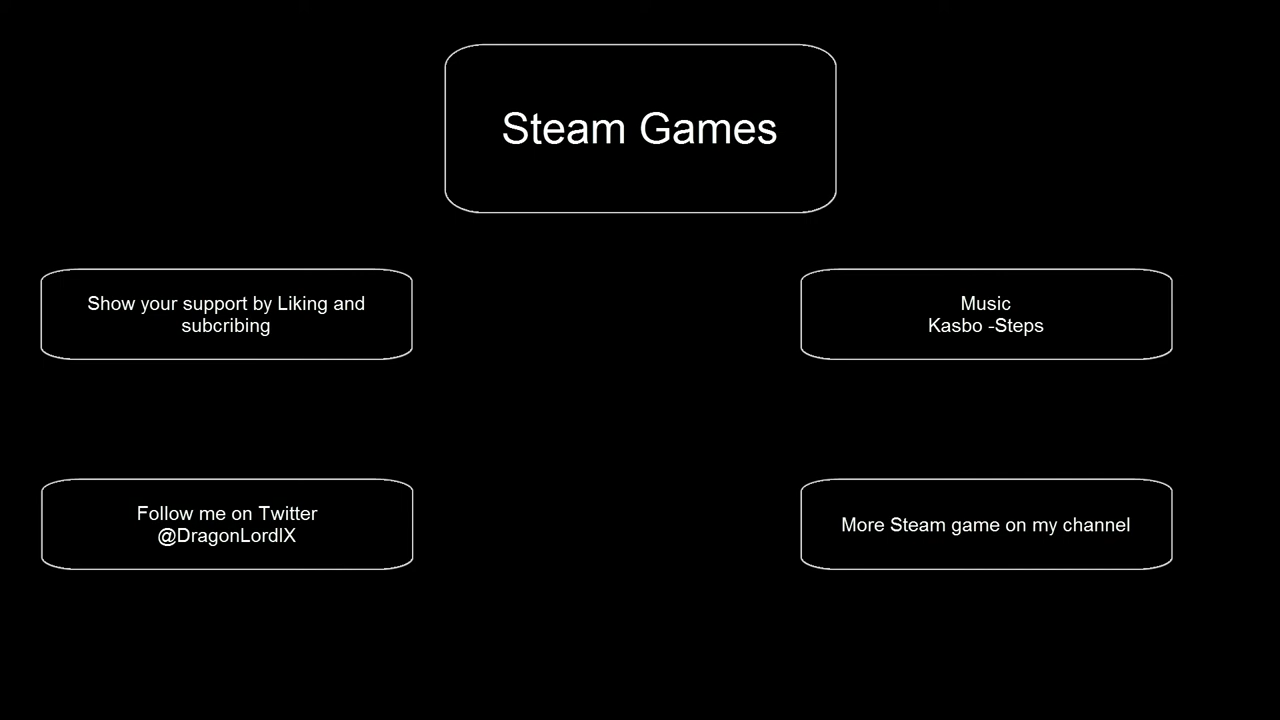 Steam Games
Show your support by Liking and
subcribing
Music
Kasbo -Steps
Follow me on Twitter
@DragonLordIX
More Steam game on my channel